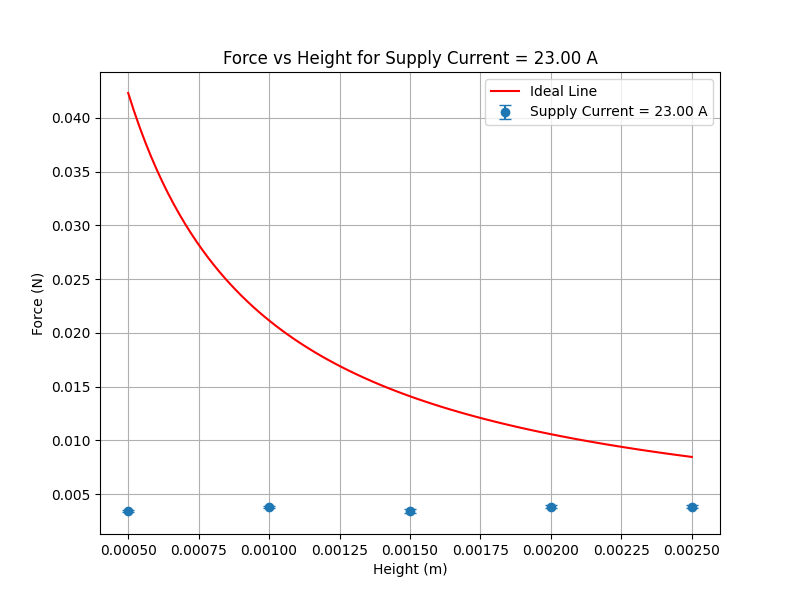 Force vs Height for Supply Current = 23.00 A
Ideal Line
Supply Current = 23.00 A
0.040
0.035
0.030
0.025
0.020
0.015
0.010
0.005
Force (N)
0.00050 0.00075 0.00100 0.00125 0.00150 0.00175 0.00200 0.00225 0.00250
Height (m)